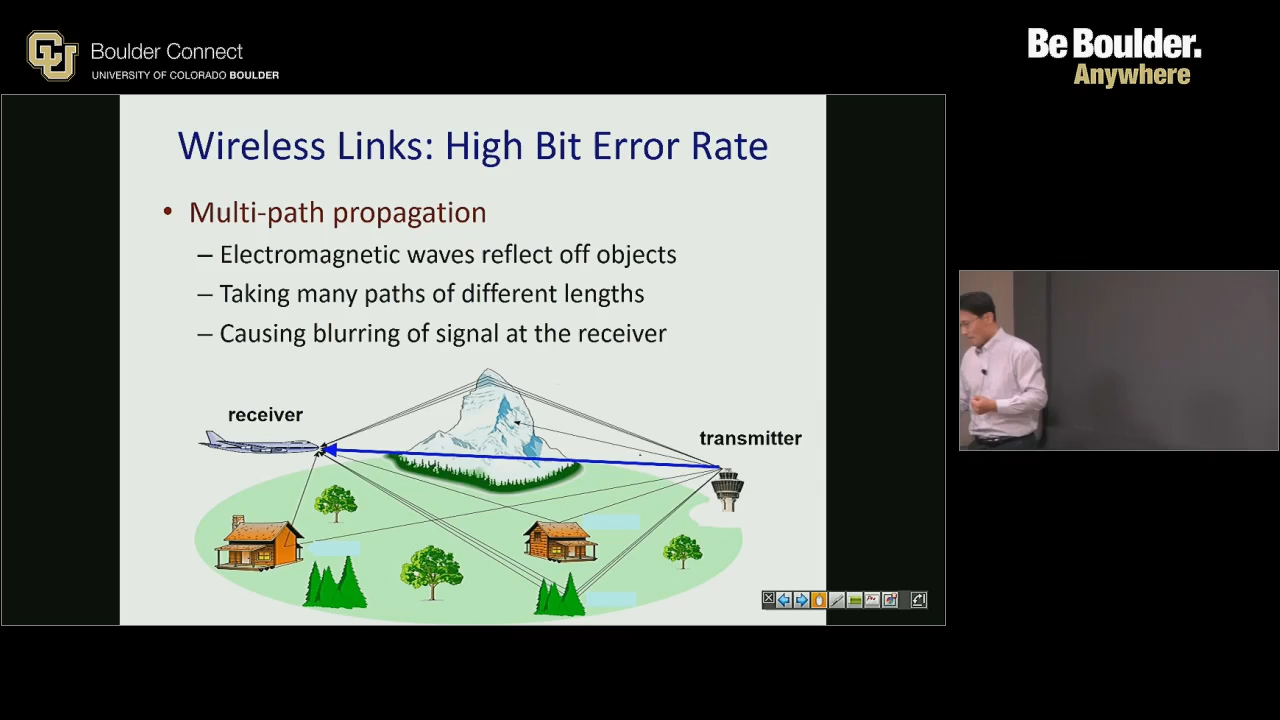 CU
Boulder Connect
UNIVERSITY OF COLORADO BOULDER
Be Boulder.
Anywhere
Wireless Links: High Bit Error Rate
• Multi-path propagation
– Electromagnetic waves reflect off objects
– Taking many paths of different lengths
– Causing blurring of signal at the receiver
receiver
transmitter